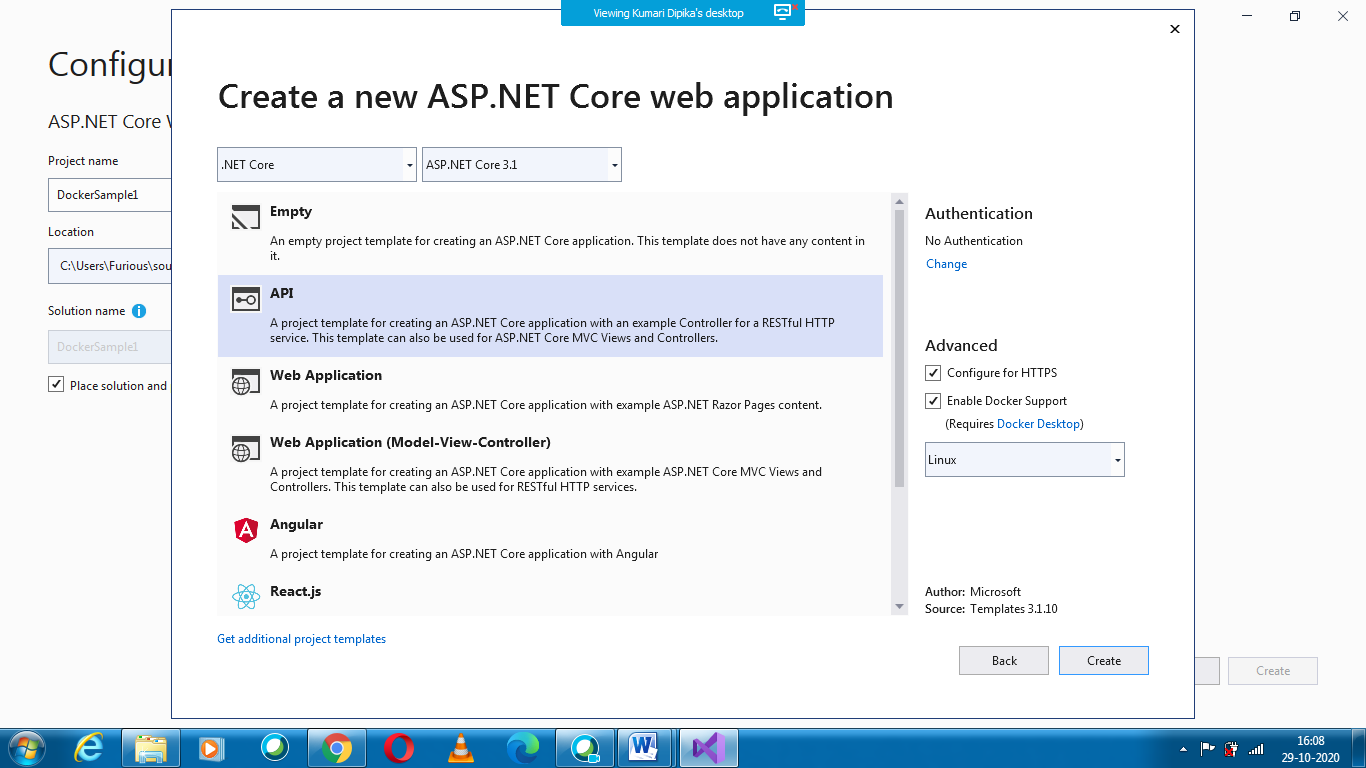 Viewing Kumari Dipika's desktop
Configur
Create a new ASP.NET Core web application
ASP.NET Core W
Project name
DockerSample1
Location
C:\Users\Furious\sou
Solution name
DockerSample1
Place solution and
.NET Core
ASP.NET Core 3.1
Empty
An empty project template for creating an ASP.NET Core application. This template does not have any content in
it.
API
A project template for creating an ASP.NET Core application with an example Controller for a RESTful HTTP
service. This template can also be used for ASP.NET Core MVC Views and Controllers.
Web Application
A project template for creating an ASP.NET Core application with example ASP.NET Razor Pages content.
Web Application (Model-View-Controller)
A project template for creating an ASP.NET Core application with example ASP.NET Core MVC Views and
Controllers. This template can also be used for RESTful HTTP services.
Angular
A project template for creating an ASP.NET Core application with Angular
React.js
Get additional project templates
Authentication
No Authentication
Change
Advanced
Configure for HTTPS
Enable Docker Support
(Requires Docker Desktop)
Linux
Author: Microsoft
Source: Templates 3.1.10
Back
Create
Create
16:08
29-10-2020